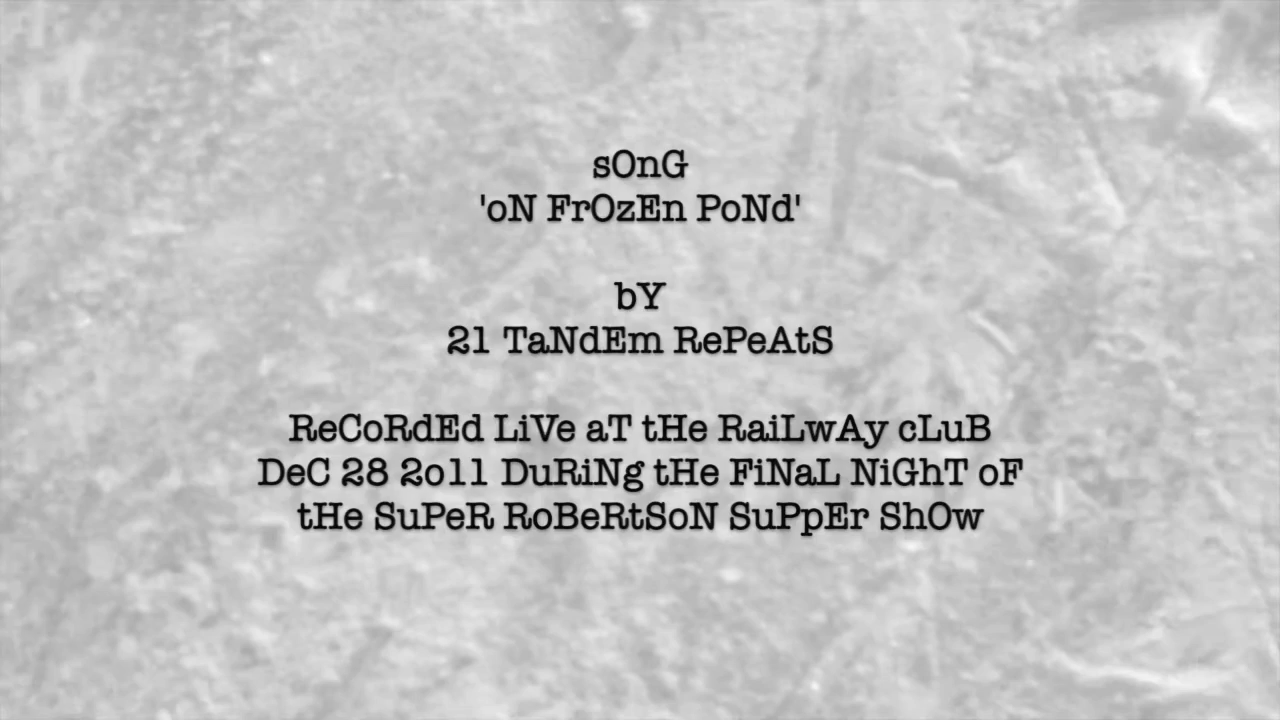 sOnG
'oN FrOzEn PoNd'
bY
21 TaNdEm RePeAtS
ReCoRdEd LiVe aT tHe RaiLwAy cLuB
DeC 28 2o11 DuRiNg tHe FiNaL NiGhT oF
tHe SuPeR RoBeRtSoN SuPpEr ShOw